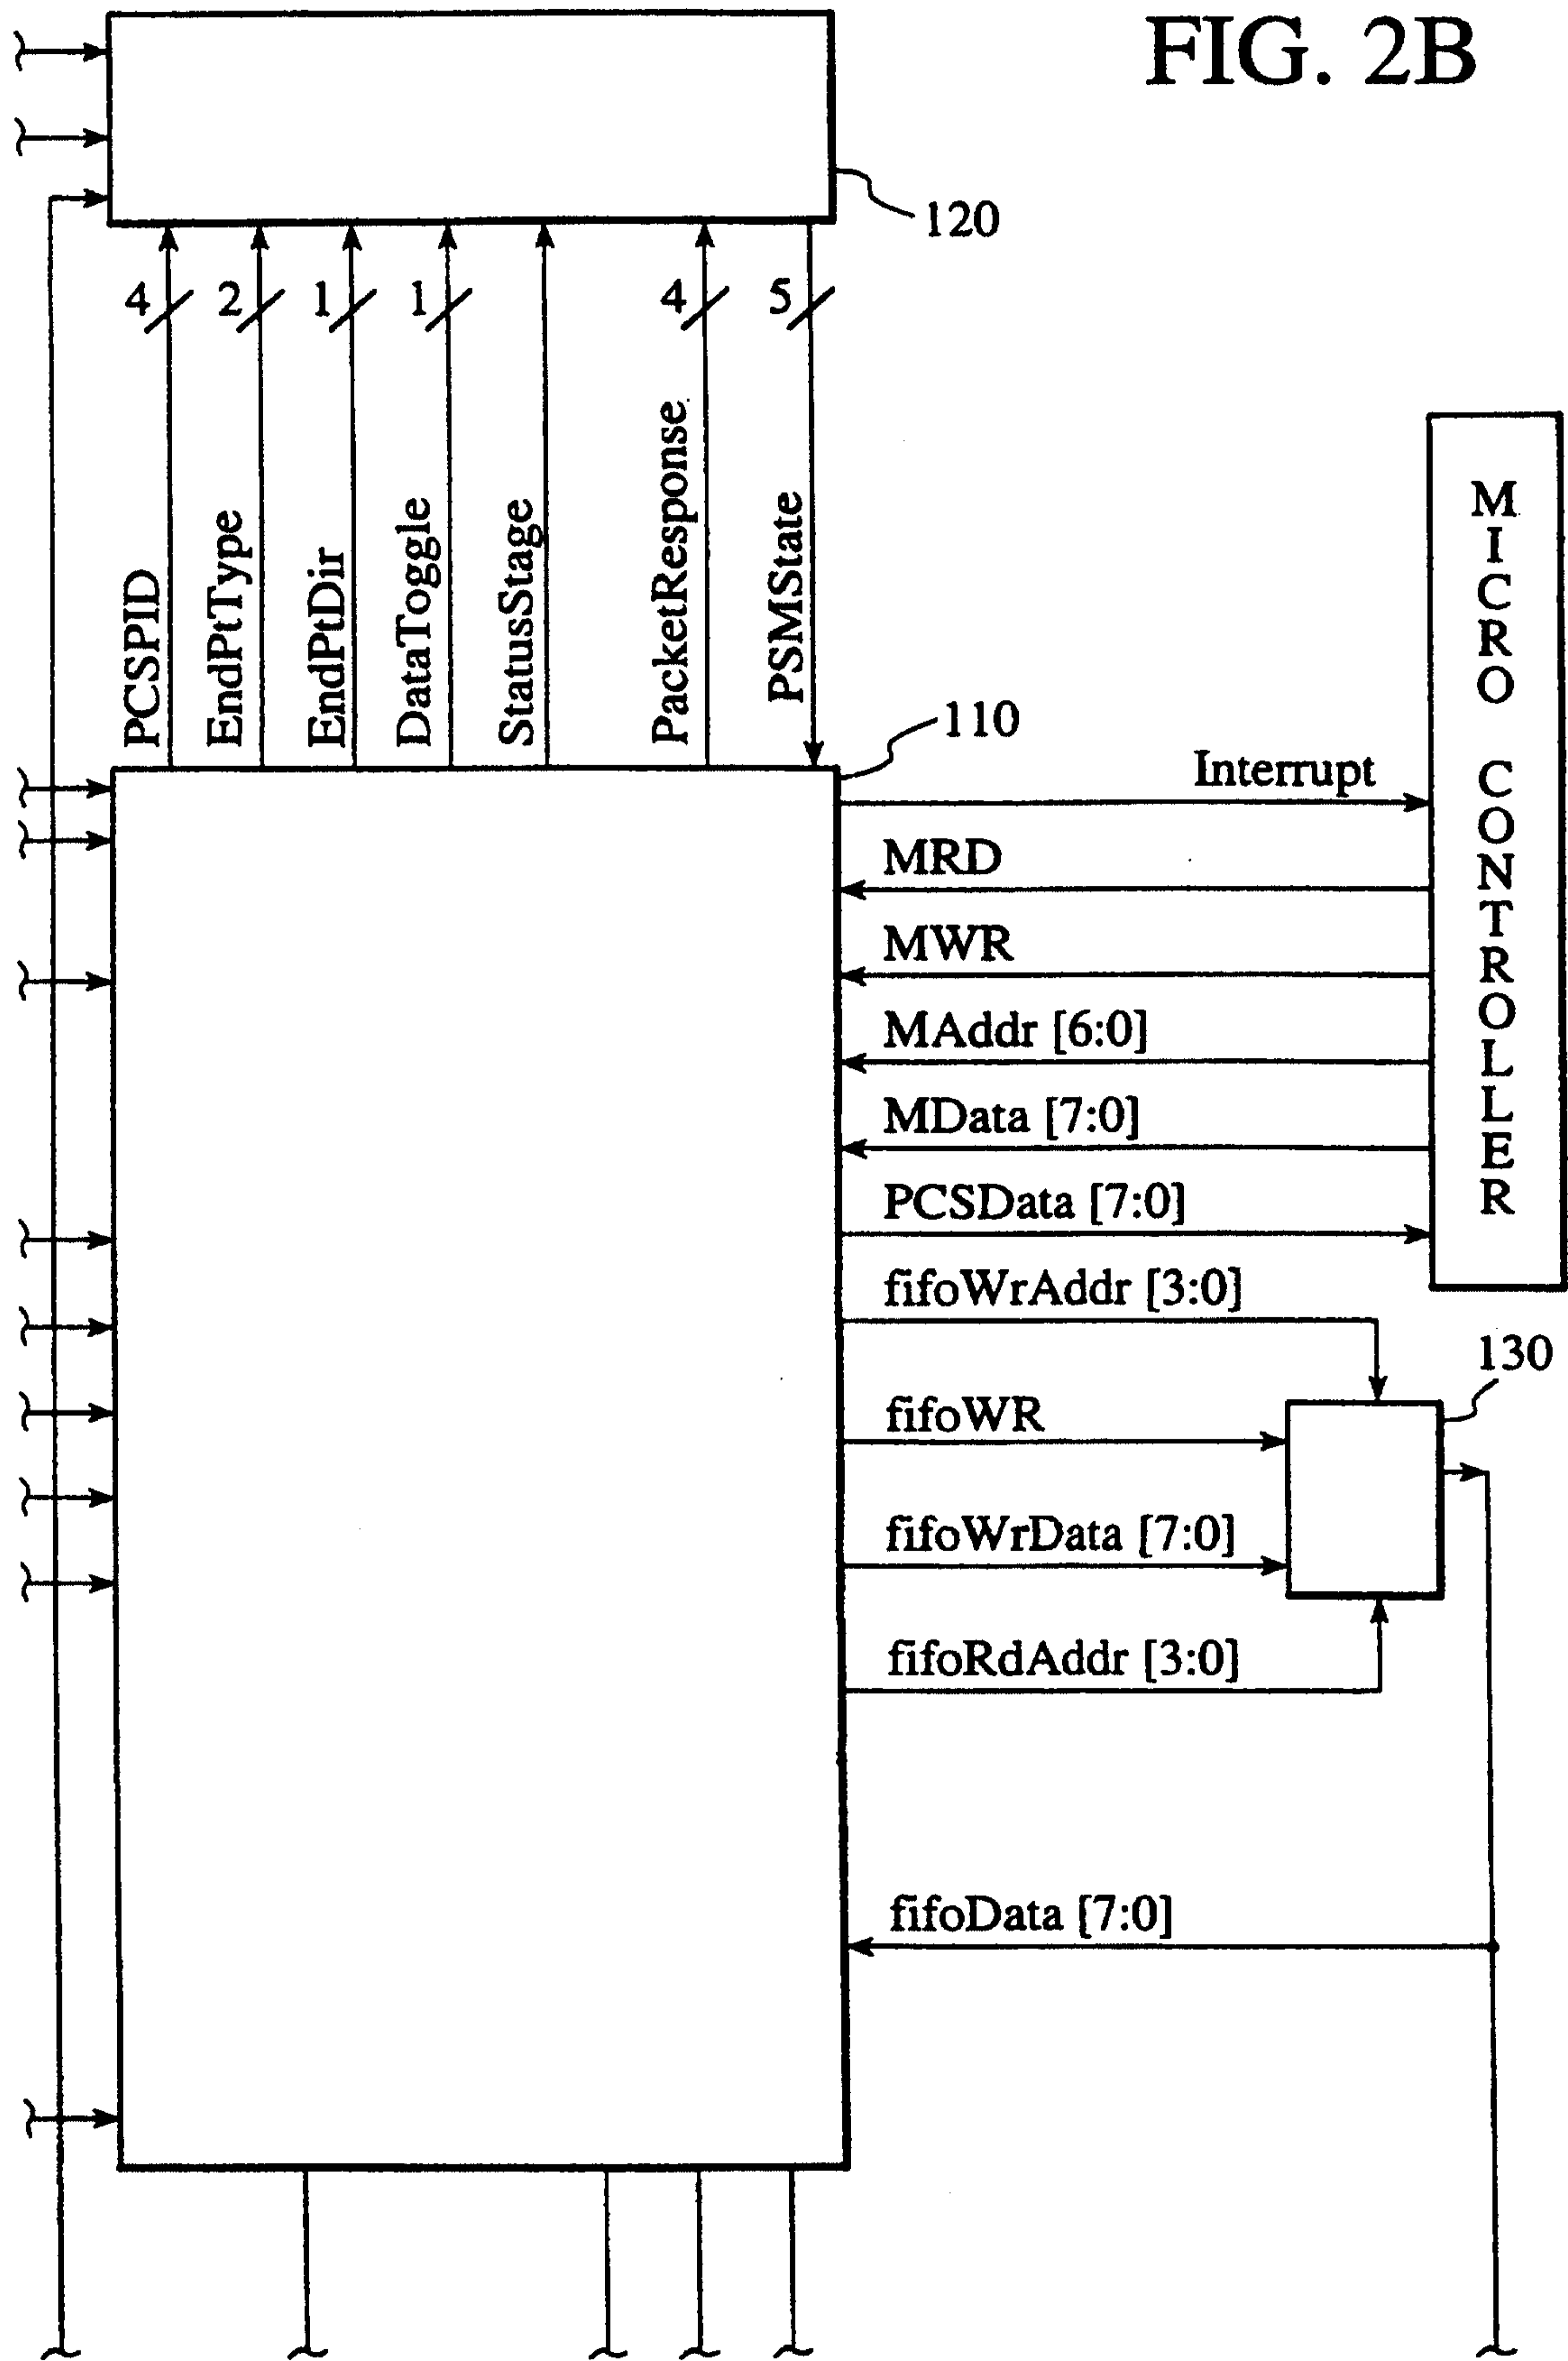 FIG. 2B
120
4 2 1 1 4 5
PCSPID
EndPtType
EndPtDir
DataToggle
StatusStage
PacketResponse
PSMState
110
MICRO CONTROLLER
Interrupt
MRD
MWR
MAddr [6:0]
MData [7:0]
PCSData [7:0]
fifoWrAddr [3:0]
130
fifoWR
fifoWrData [7:0]
fifoRdAddr [3:0]
fifoData [7:0]